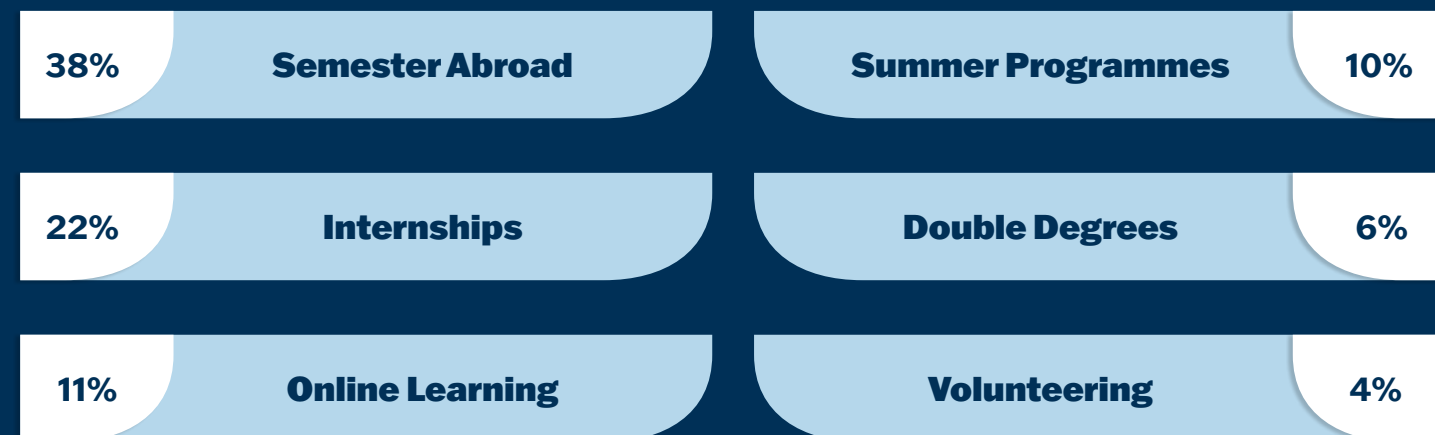 38% Semester Abroad
Summer Programmes 10%
22% Internships
Double Degrees 6%
11% Online Learning
Volunteering 4%